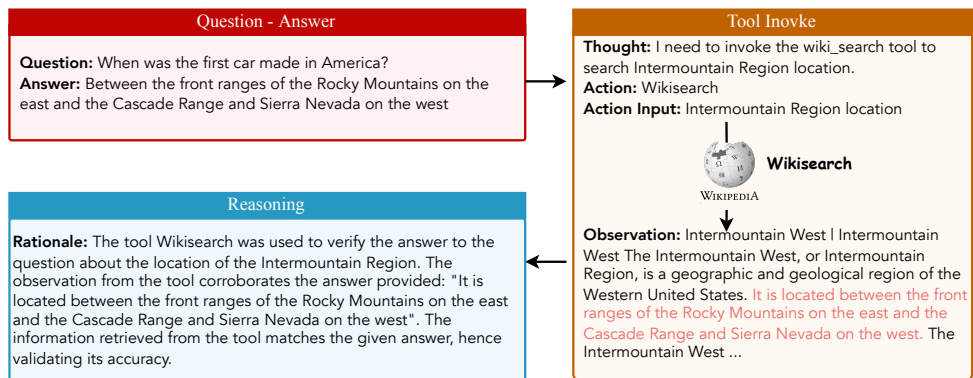 Question - Answer
Question: When was the first car made in America?
Answer: Between the front ranges of the Rocky Mountains on the
east and the Cascade Range and Sierra Nevada on the west
Tool Inovke
Thought: I need to invoke the wiki_search tool to
search Intermountain Region location.
Action: Wikisearch
Action Input: Intermountain Region location
Wikisearch
WIKIPEDIA
Observation: Intermountain West | Intermountain
West The Intermountain West, or Intermountain
Region, is a geographic and geological region of the
Western United States. It is located between the front
ranges of the Rocky Mountains on the east and the
Cascade Range and Sierra Nevada on the west. The
Intermountain West ...
Reasoning
Rationale: The tool Wikisearch was used to verify the answer to the
question about the location of the Intermountain Region. The
observation from the tool corroborates the answer provided: "It is
located between the front ranges of the Rocky Mountains on the east
and the Cascade Range and Sierra Nevada on the west". The
information retrieved from the tool matches the given answer, hence
validating its accuracy.